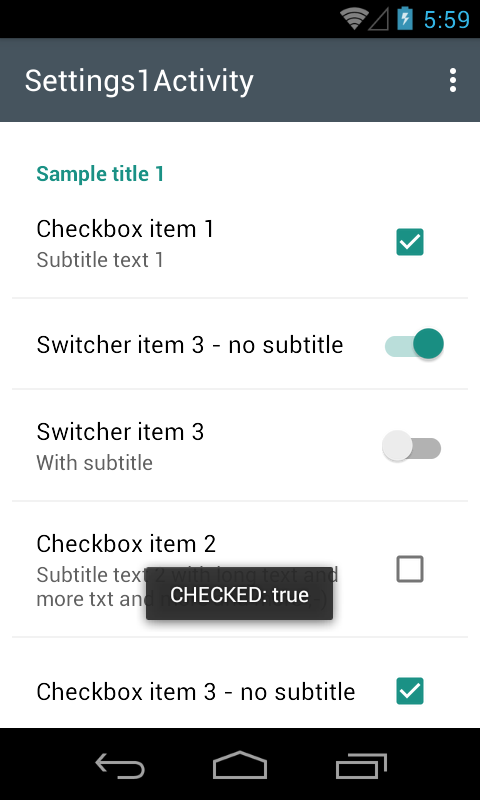 5:59
Settings1Activity
Sample title 1
Checkbox item 1
Subtitle text 1
Switcher item 3 - no subtitle
Switcher item 3
With subtitle
Checkbox item 2
Subtitle text 2 with long text and
more txt and
CHECKED: true
Checkbox item 3 - no subtitle